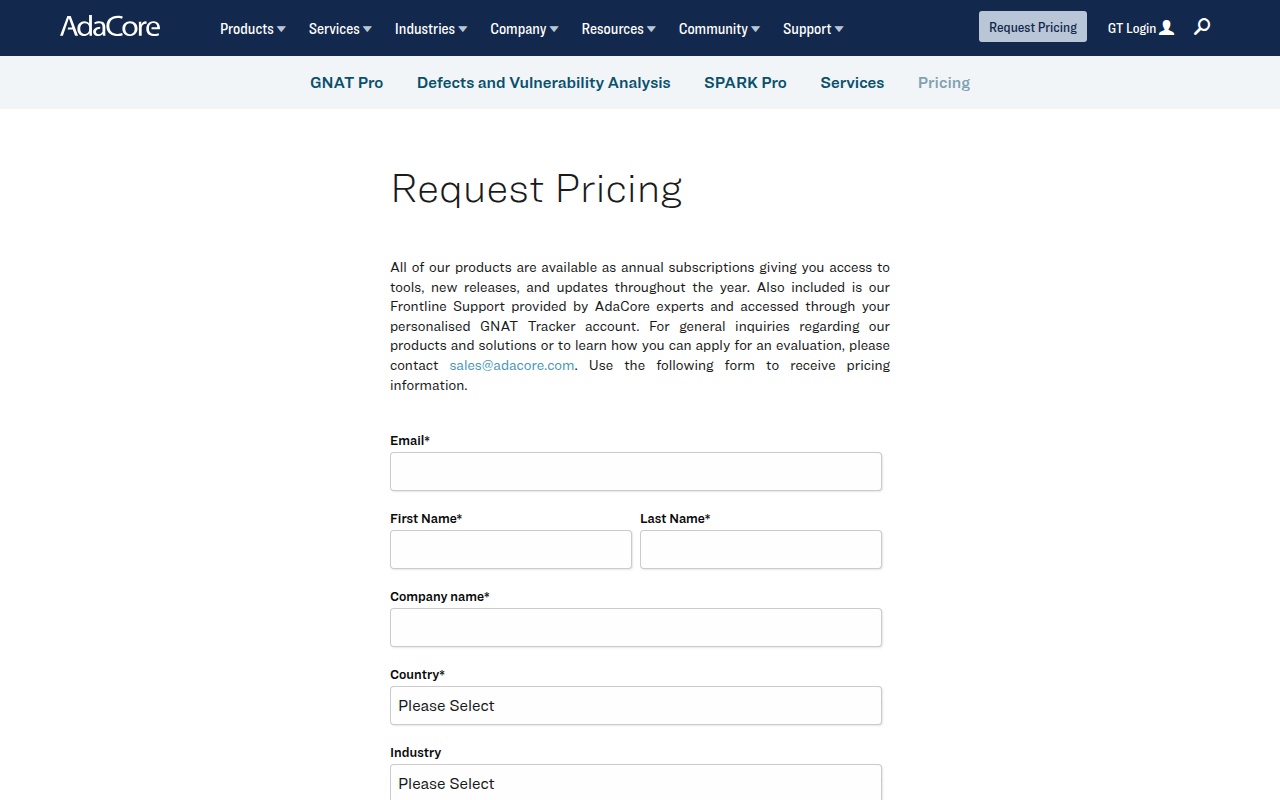 AdaCore Products Services Industries Company Resources Community Support Request Pricing GT Login
GNAT Pro Defects and Vulnerability Analysis SPARK Pro Services Pricing
Request Pricing
All of our products are available as annual subscriptions giving you access to
tools, new releases, and updates throughout the year. Also included is our
Frontline Support provided by AdaCore experts and accessed through your
personalised GNAT Tracker account. For general inquiries regarding our
products and solutions or to learn how you can apply for an evaluation, please
contact sales@adacore.com. Use the following form to receive pricing
information.
Email*
First Name* Last Name*
Company name*
Country*
Please Select
Industry
Please Select